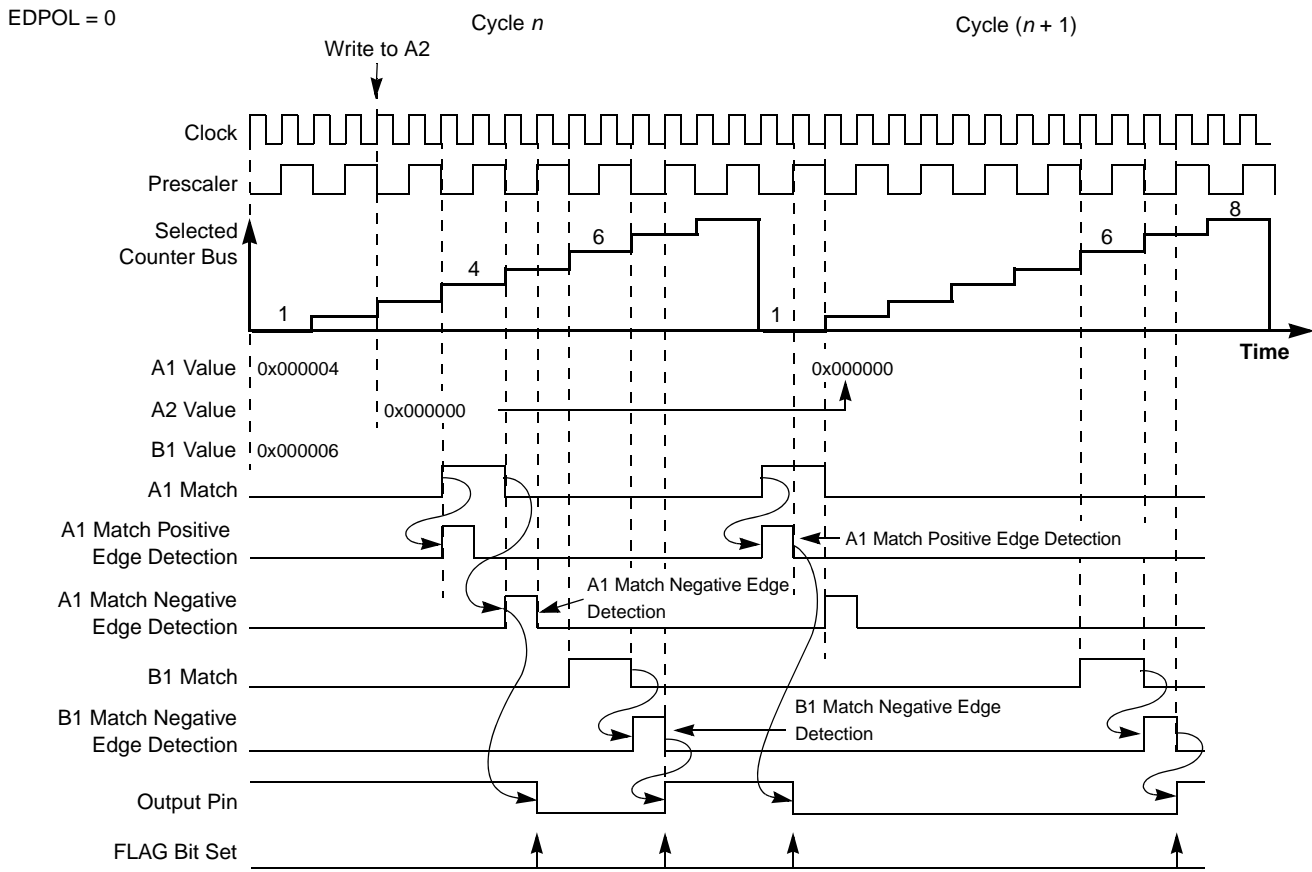 EDPOL = 0
Cycle n
Cycle (n + 1)
Write to A2
Clock
Prescaler
Selected
Counter Bus
1
4
6
1
6
8
Time
A1 Value
0x000004
0x000000
A2 Value
0x000000
B1 Value
0x000006
A1 Match
A1 Match Positive
Edge Detection
A1 Match Positive Edge Detection
A1 Match Negative
Edge Detection
A1 Match Negative Edge
Detection
B1 Match
B1 Match Negative
Edge Detection
B1 Match Negative Edge
Detection
Output Pin
FLAG Bit Set